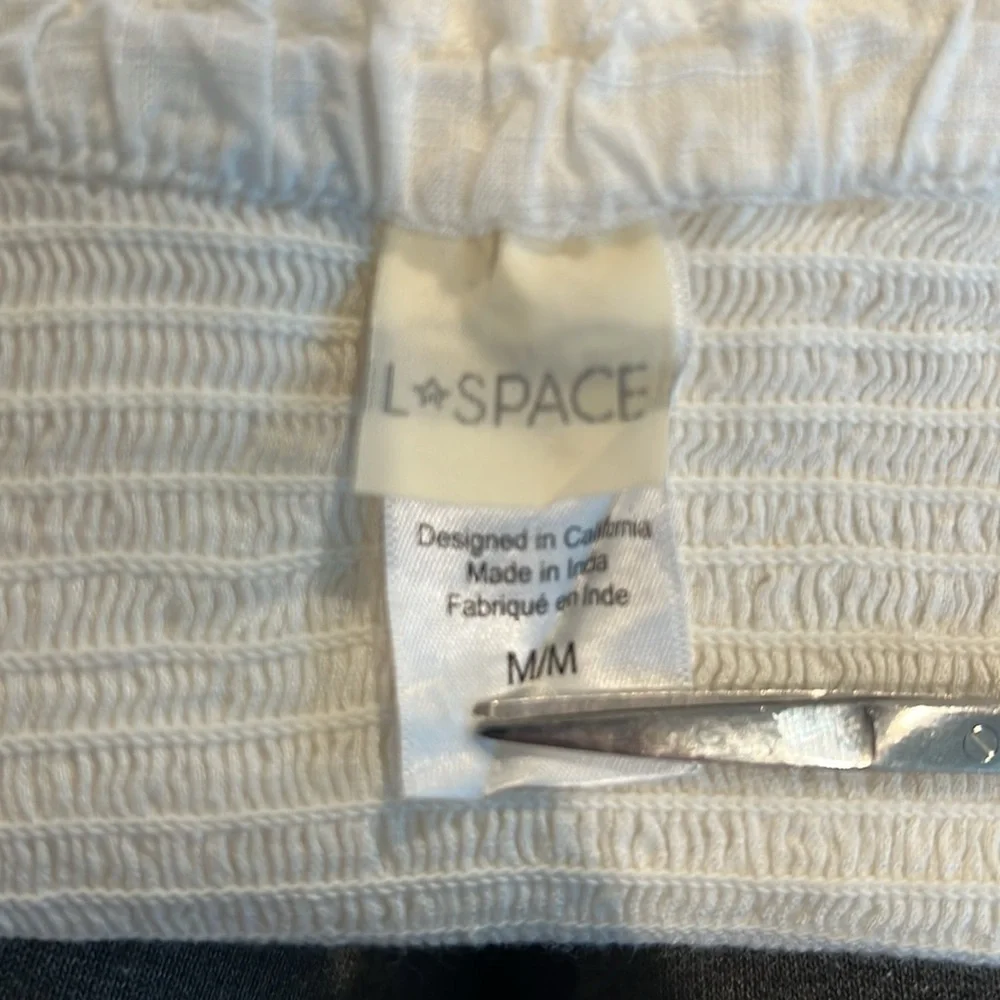 L☆SPACE
Designed in California
Made in India
Fabriqué en Inde
M/M